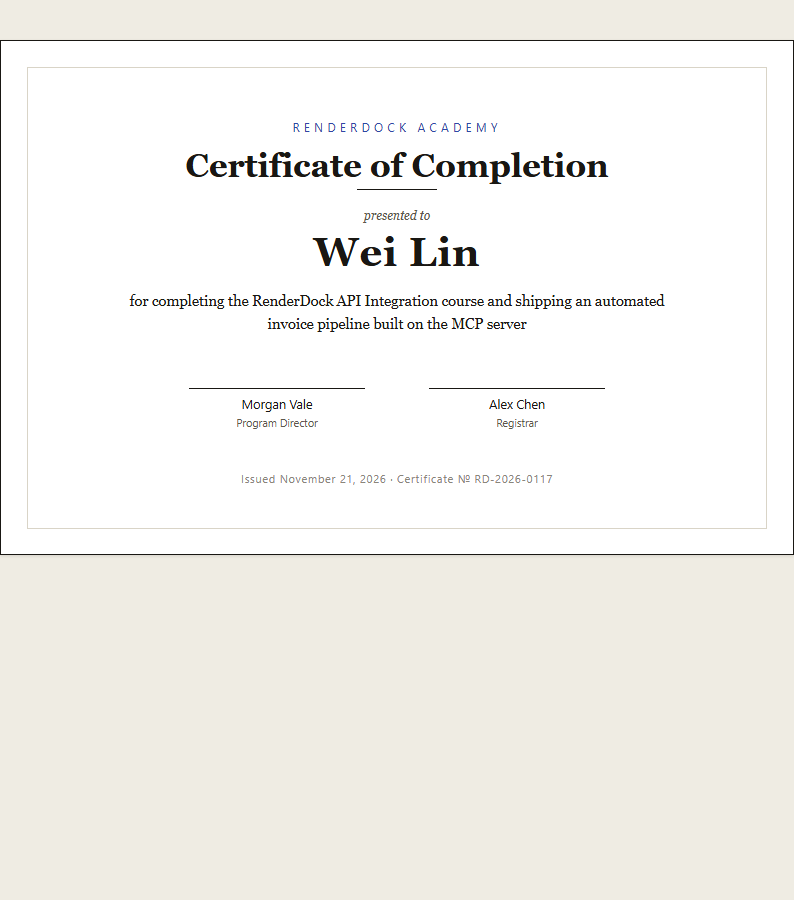 RENDERDOCK ACADEMY
Certificate of Completion
presented to
Wei Lin
for completing the RenderDock API Integration course and shipping an automated
invoice pipeline built on the MCP server
Morgan Vale
Program Director
Alex Chen
Registrar
Issued November 21, 2026 · Certificate № RD-2026-0117